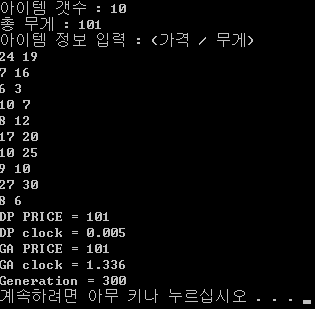 아이템 갯수 : 10
총 무게 : 101
아이템 정보 입력 : (가격 / 무게)
24 19
7 16
6 3
10 7
8 12
17 20
10 25
9 10
27 30
8 6
DP PRICE = 101
DP clock = 0.005
GA PRICE = 101
GA clock = 1.336
Generation = 300
계속하려면 아무 키나 누르십시오 . . .